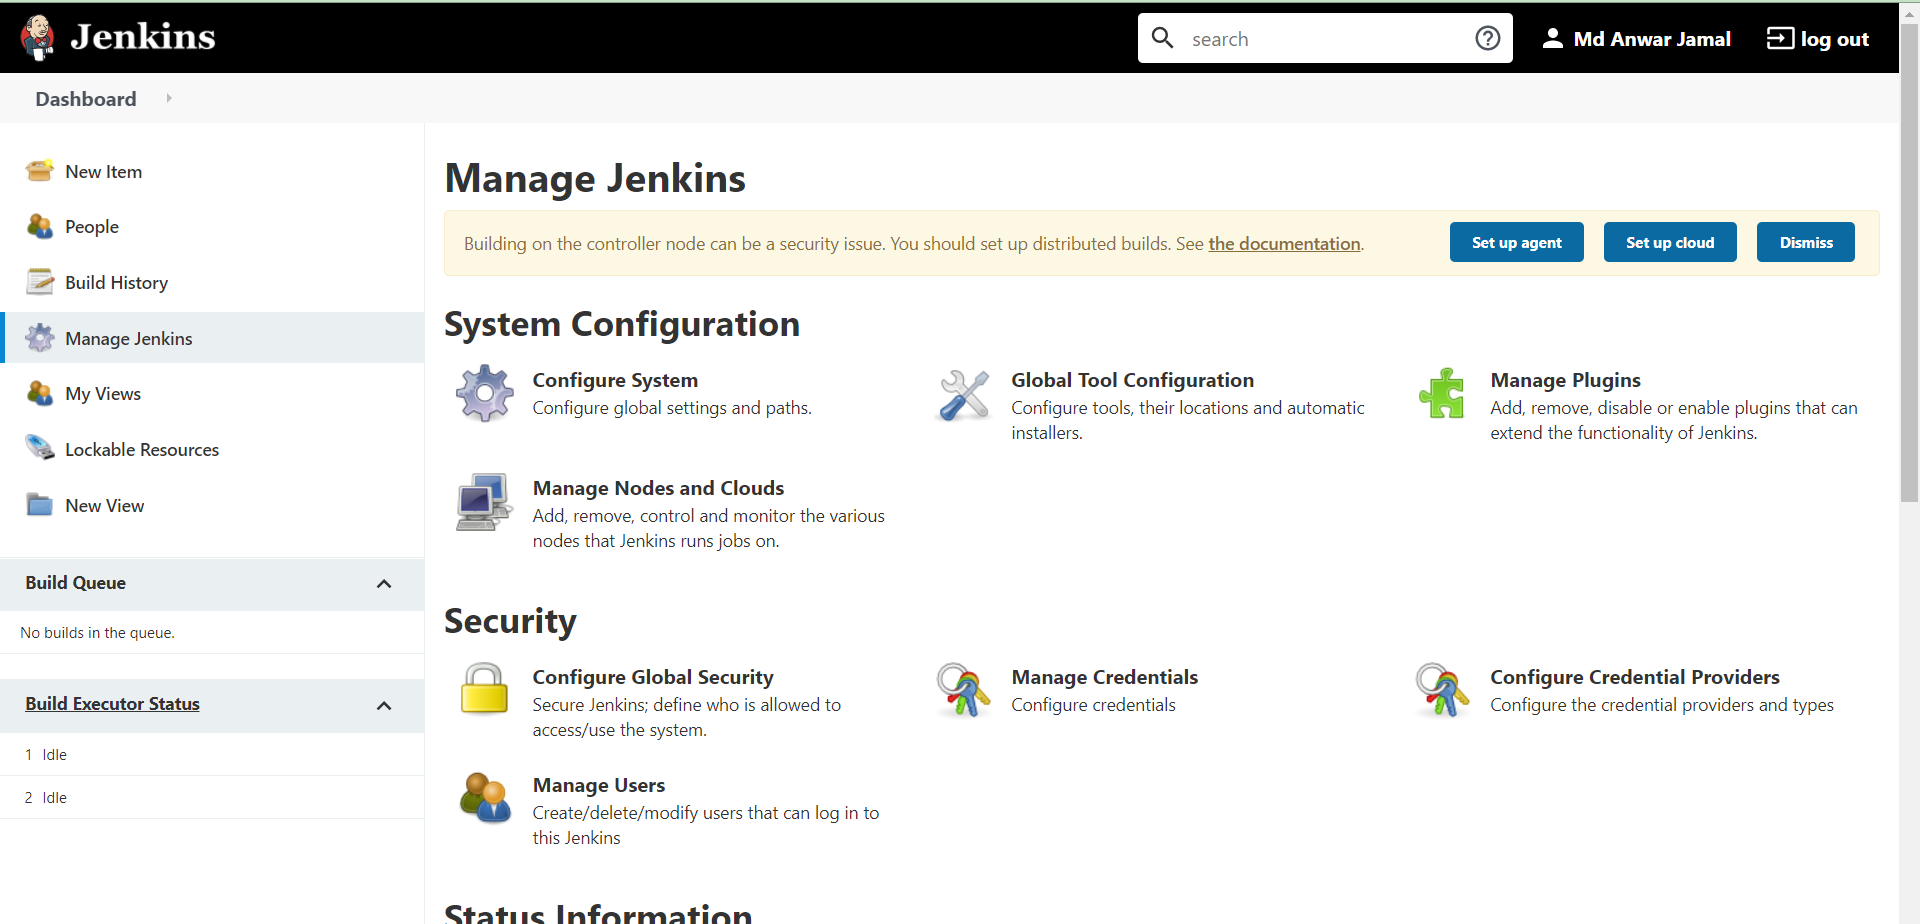 Jenkins
search
Md Anwar Jamal
log out
Dashboard
New Item
People
Build History
Manage Jenkins
My Views
Lockable Resources
New View
Build Queue
No builds in the queue.
Build Executor Status
1 Idle
2 Idle
Manage Jenkins
Building on the controller node can be a security issue. You should set up distributed builds. See the documentation.
Set up agent
Set up cloud
Dismiss
System Configuration
Configure System
Configure global settings and paths.
Global Tool Configuration
Configure tools, their locations and automatic
installers.
Manage Plugins
Add, remove, disable or enable plugins that can
extend the functionality of Jenkins.
Manage Nodes and Clouds
Add, remove, control and monitor the various
nodes that Jenkins runs jobs on.
Security
Configure Global Security
Secure Jenkins; define who is allowed to
access/use the system.
Manage Credentials
Configure credentials
Configure Credential Providers
Configure the credential providers and types
Manage Users
Create/delete/modify users that can log in to
this Jenkins
Status Information